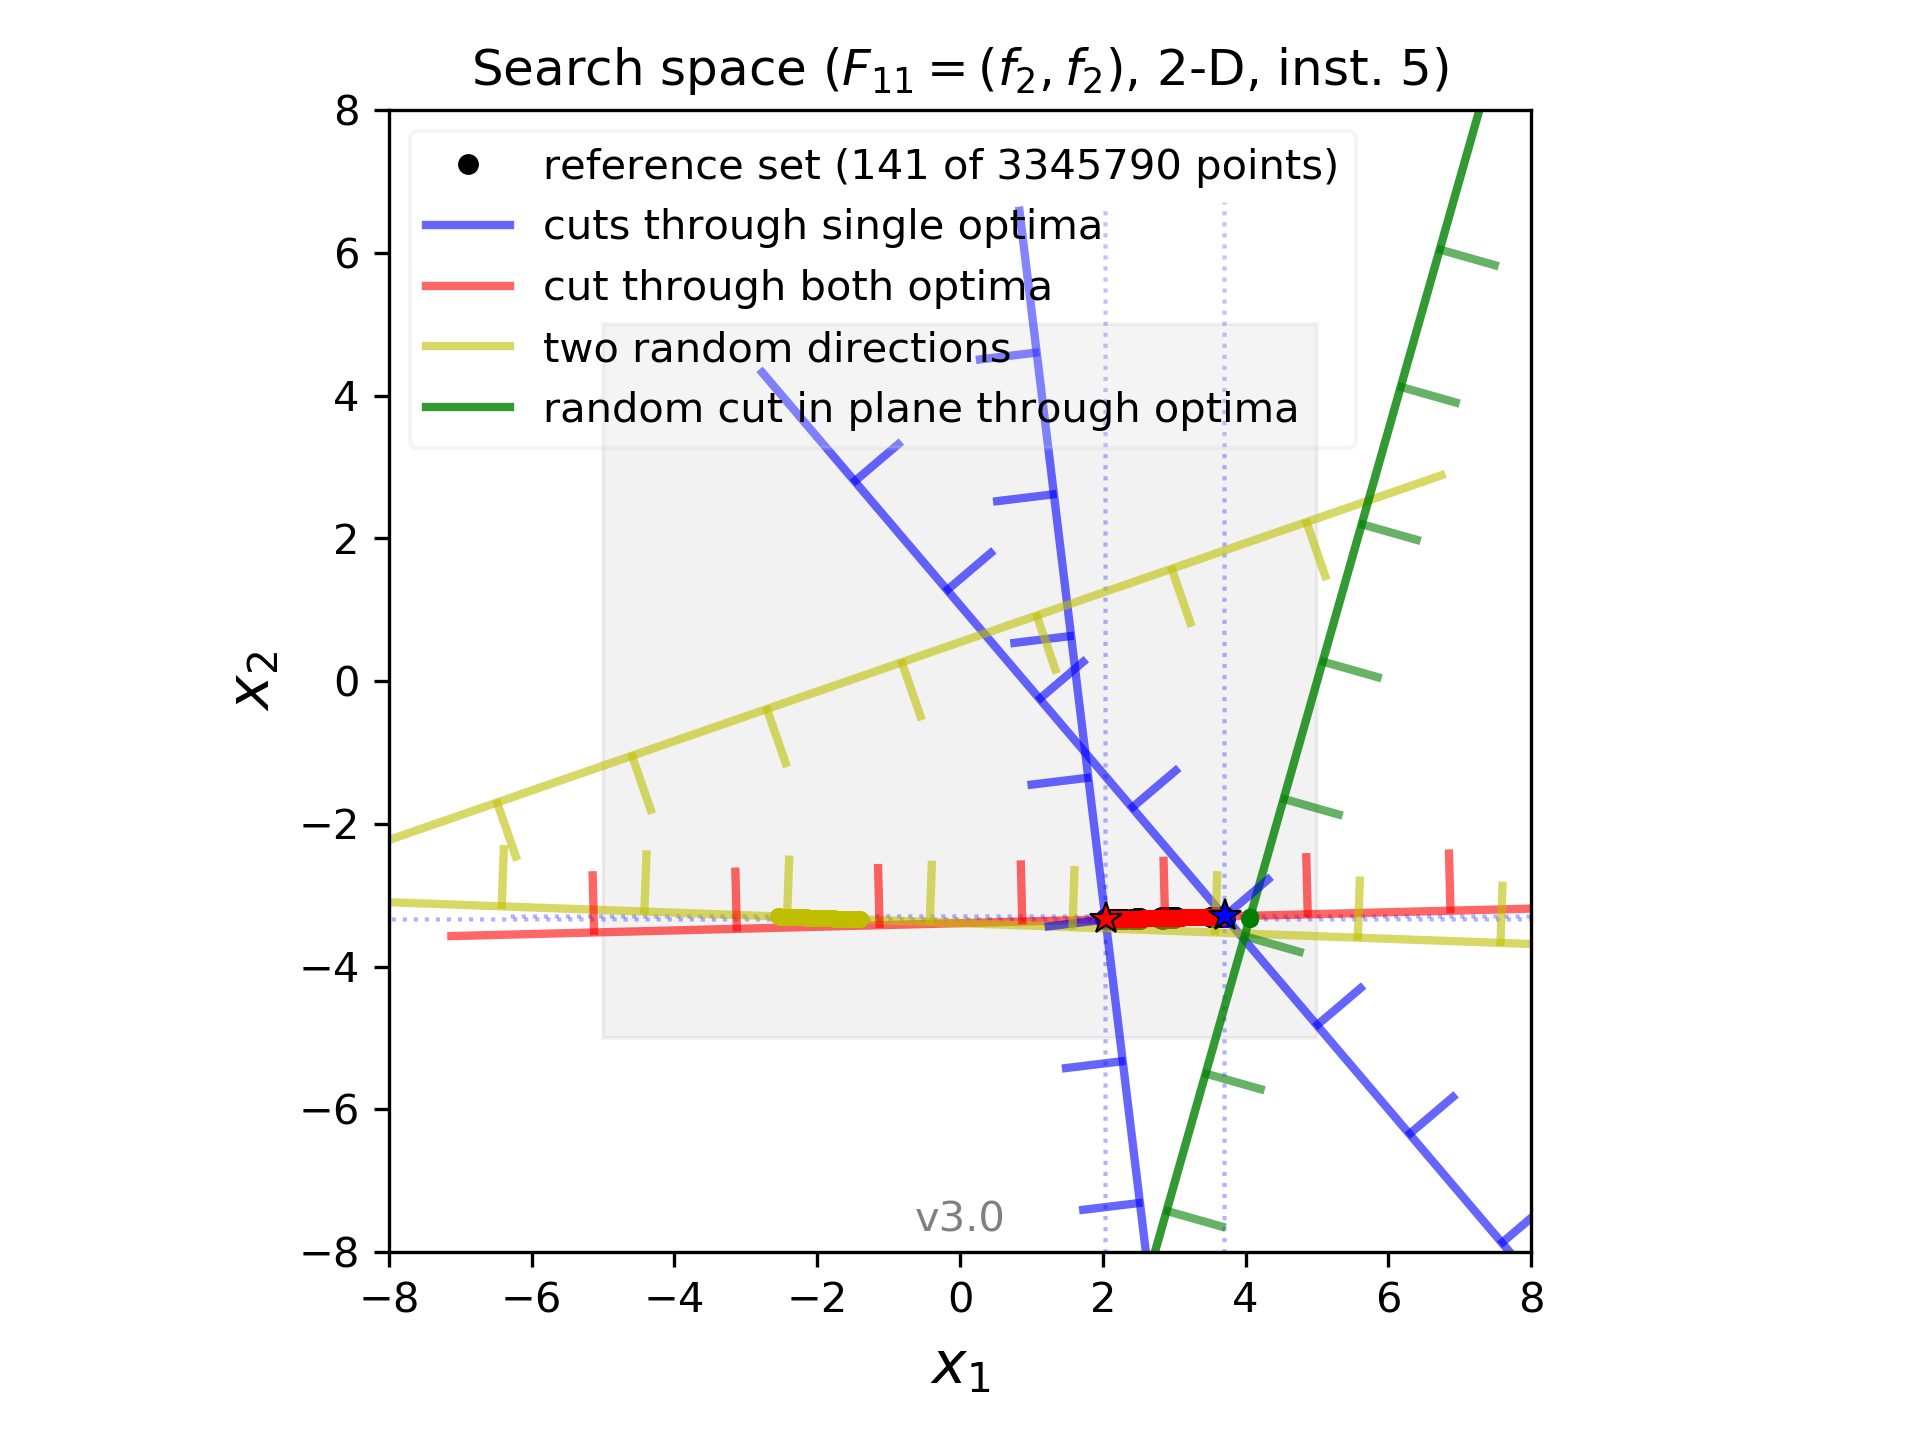 Search space (F₁₁ = (f₂, f₂), 2-D, inst. 5)
reference set (141 of 3345790 points)
cuts through single optima
cut through both optima
two random directions
random cut in plane through optima
8
6
4
2
0
−2
−4
−6
−8
x₂
v3.0
−8 −6 −4 −2 0 2 4 6 8
x₁